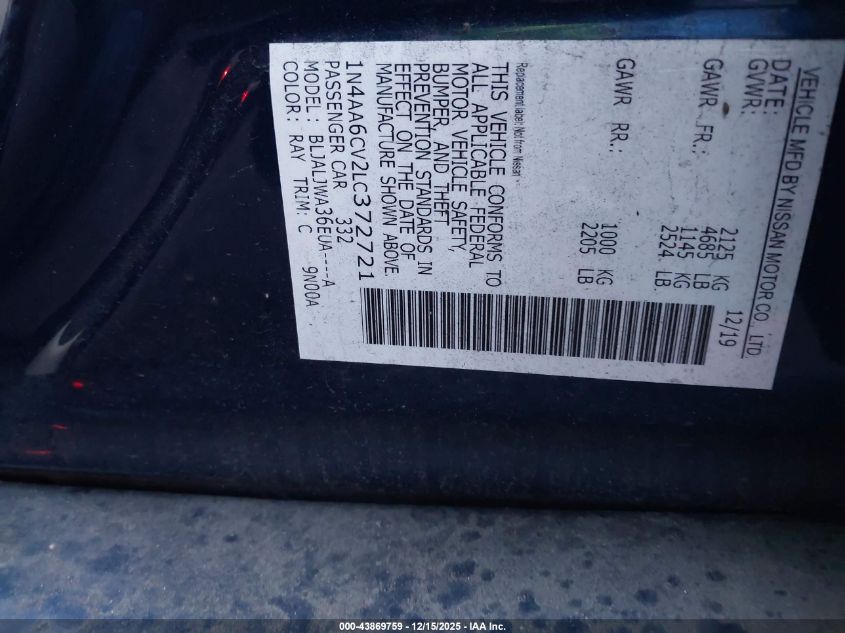 VEHICLE MFD BY NISSAN MOTOR CO., LTD.
DATE: 12/19
GVWR: 2125 KG
4685 LB
GAWR FR.: 1145 KG
2524 LB.
GAWR RR.: 1000 KG
2205 LB
Replacement label: Not from Nissan
THIS VEHICLE CONFORMS TO
ALL APPLICABLE FEDERAL
MOTOR VEHICLE SAFETY,
BUMPER, AND THEFT
PREVENTION STANDARDS IN
EFFECT ON THE DATE OF
MANUFACTURE SHOWN ABOVE.
1N4AA6CV2LC372721
PASSENGER CAR 332
MODEL: BLJALJWA36EUA----A
COLOR: RAY TRIM: C 9N00A
000-43869759 - 12/15/2025 - IAA Inc.